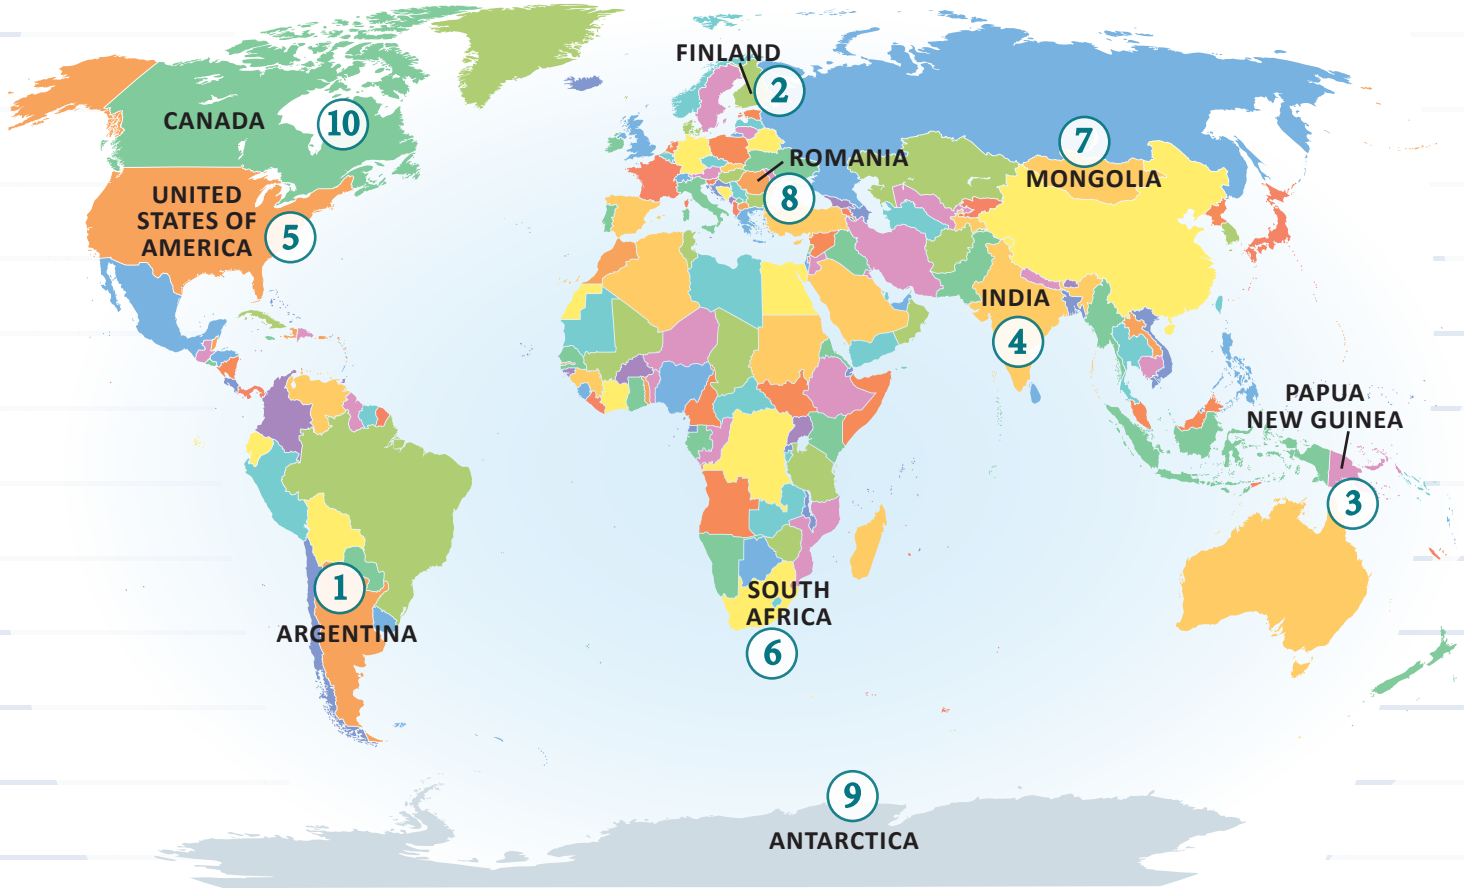 FINLAND
2
CANADA
10
7
ROMANIA
MONGOLIA
8
UNITED
STATES OF
AMERICA
5
INDIA
4
PAPUA
NEW GUINEA
3
1
ARGENTINA
SOUTH
AFRICA
6
9
ANTARCTICA